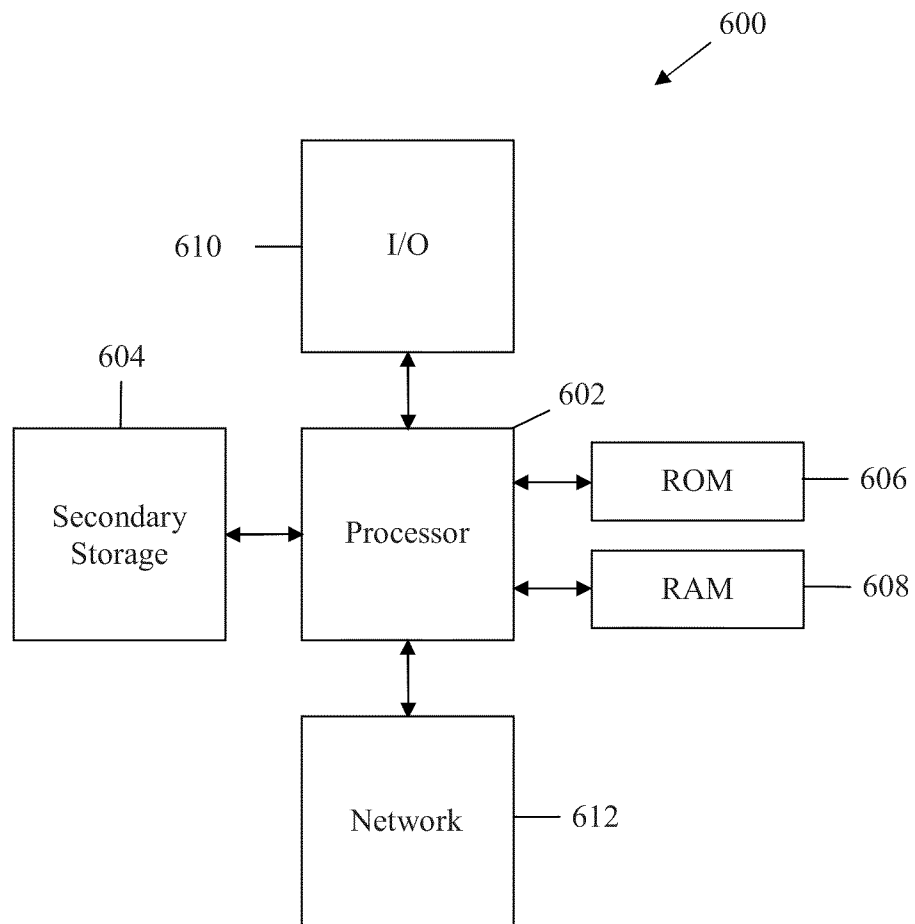 600
I/O
610
604
602
Secondary
Storage
Processor
ROM
606
RAM
608
Network
612